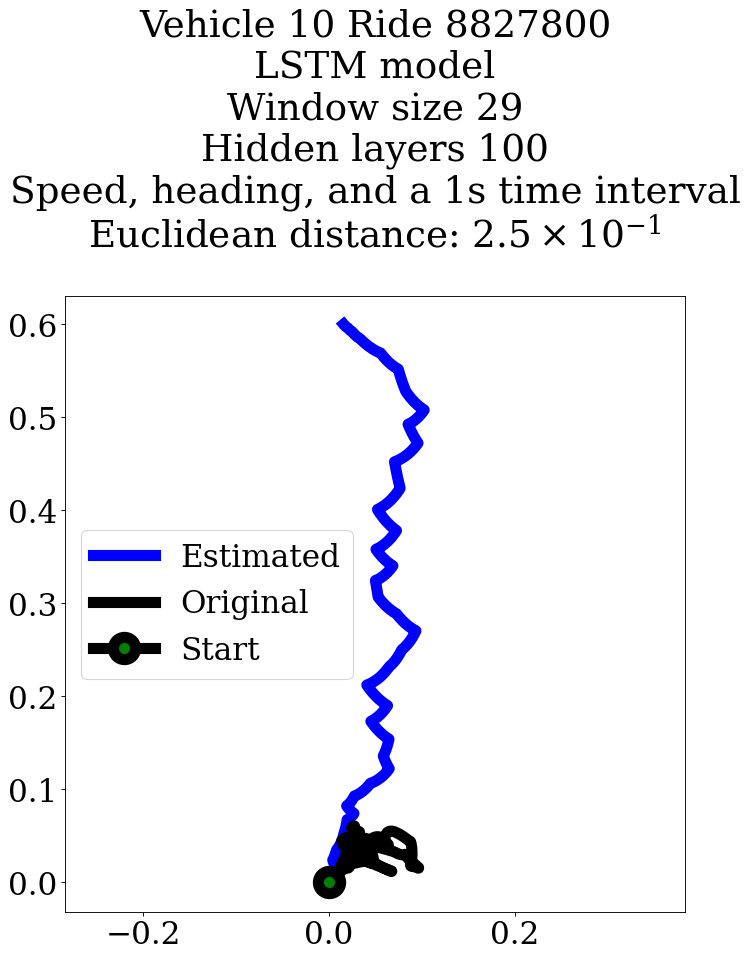 Vehicle 10 Ride 8827800
LSTM model
Window size 29
Hidden layers 100
Speed, heading, and a 1s time interval
Euclidean distance: 2.5 × 10⁻¹
0.6
0.5
0.4
0.3
0.2
0.1
0.0
Estimated
Original
Start
−0.2 0.0 0.2